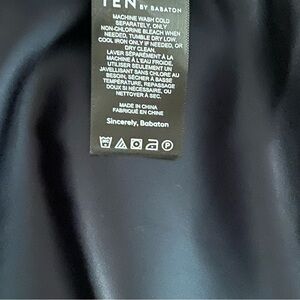 TEN BY BABATON
MACHINE WASH COLD
SEPARATELY, ONLY
NON-CHLORINE BLEACH WHEN
NEEDED, TUMBLE DRY LOW,
COOL IRON ONLY IF NEEDED, OR
DRY CLEAN.
LAVER SÉPARÉMENT À LA
MACHINE À L'EAU FROIDE
UTILISER SEULEMENT UN
JAVELLISANT SANS CHLORE AU
BESOIN, SÉCHER À BASSE
TEMPÉRATURE, REPASSAGE
DOUX SI NÉCESSAIRE, OU
NETTOYER À SEC.
MADE IN CHINA
FABRIQUÉ EN CHINE
Sincerely, Babaton